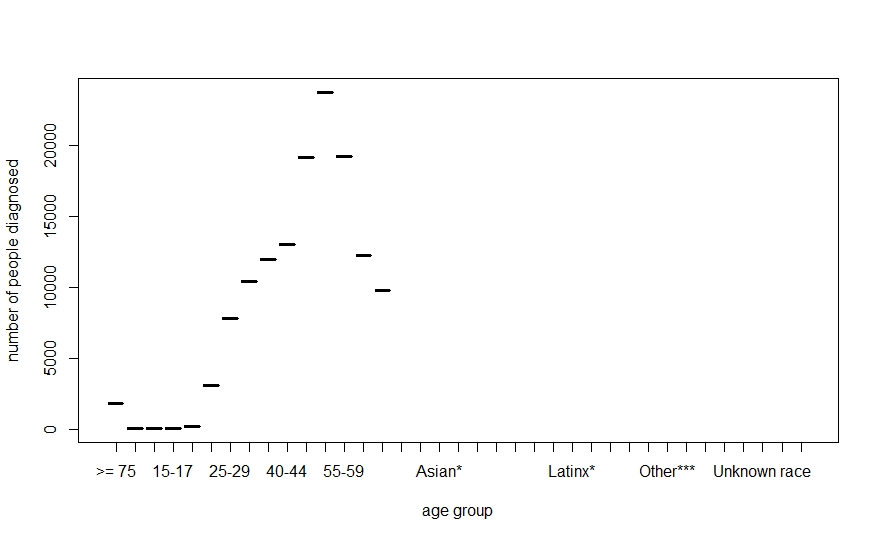 number of people diagnosed
20000
15000
10000
5000
0
>= 75 15-17 25-29 40-44 55-59 Asian* Latinx* Other*** Unknown race
age group